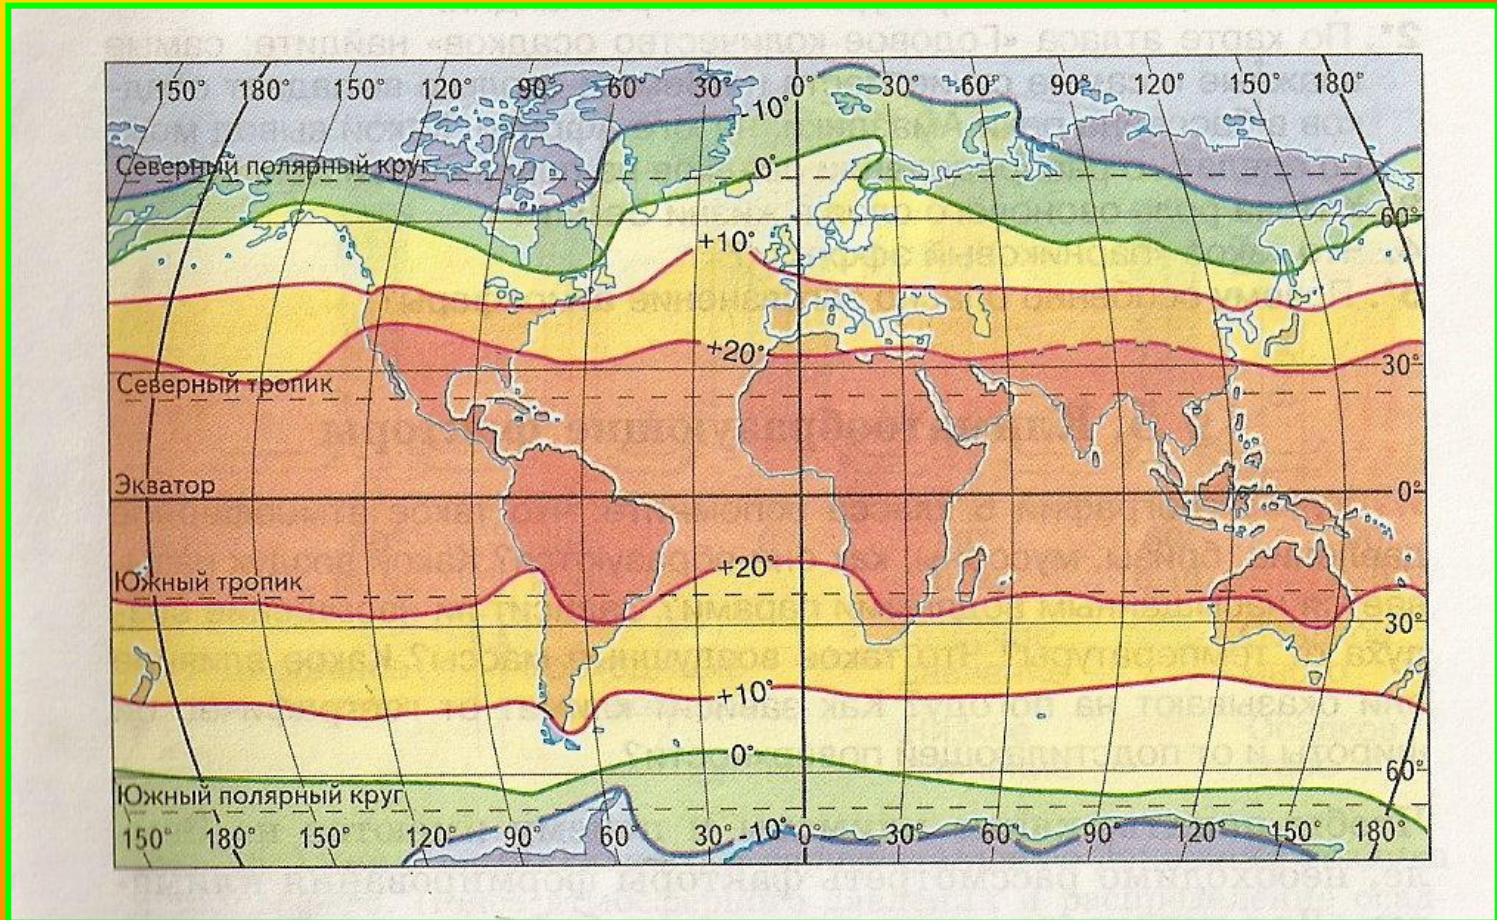 150° 180° 150° 120° 90° 60° 30° 0° 30° 60° 90° 120° 150° 180°
-10°
Северный полярный круг 0°
60°
+10°
+20° 30°
Северный тропик
Экватор 0°
Южный тропик +20°
30°
+10°
0° 60°
Южный полярный круг
150° 180° 150° 120° 90° 60° 30° -10° 0° 30° 60° 90° 120° 150° 180°